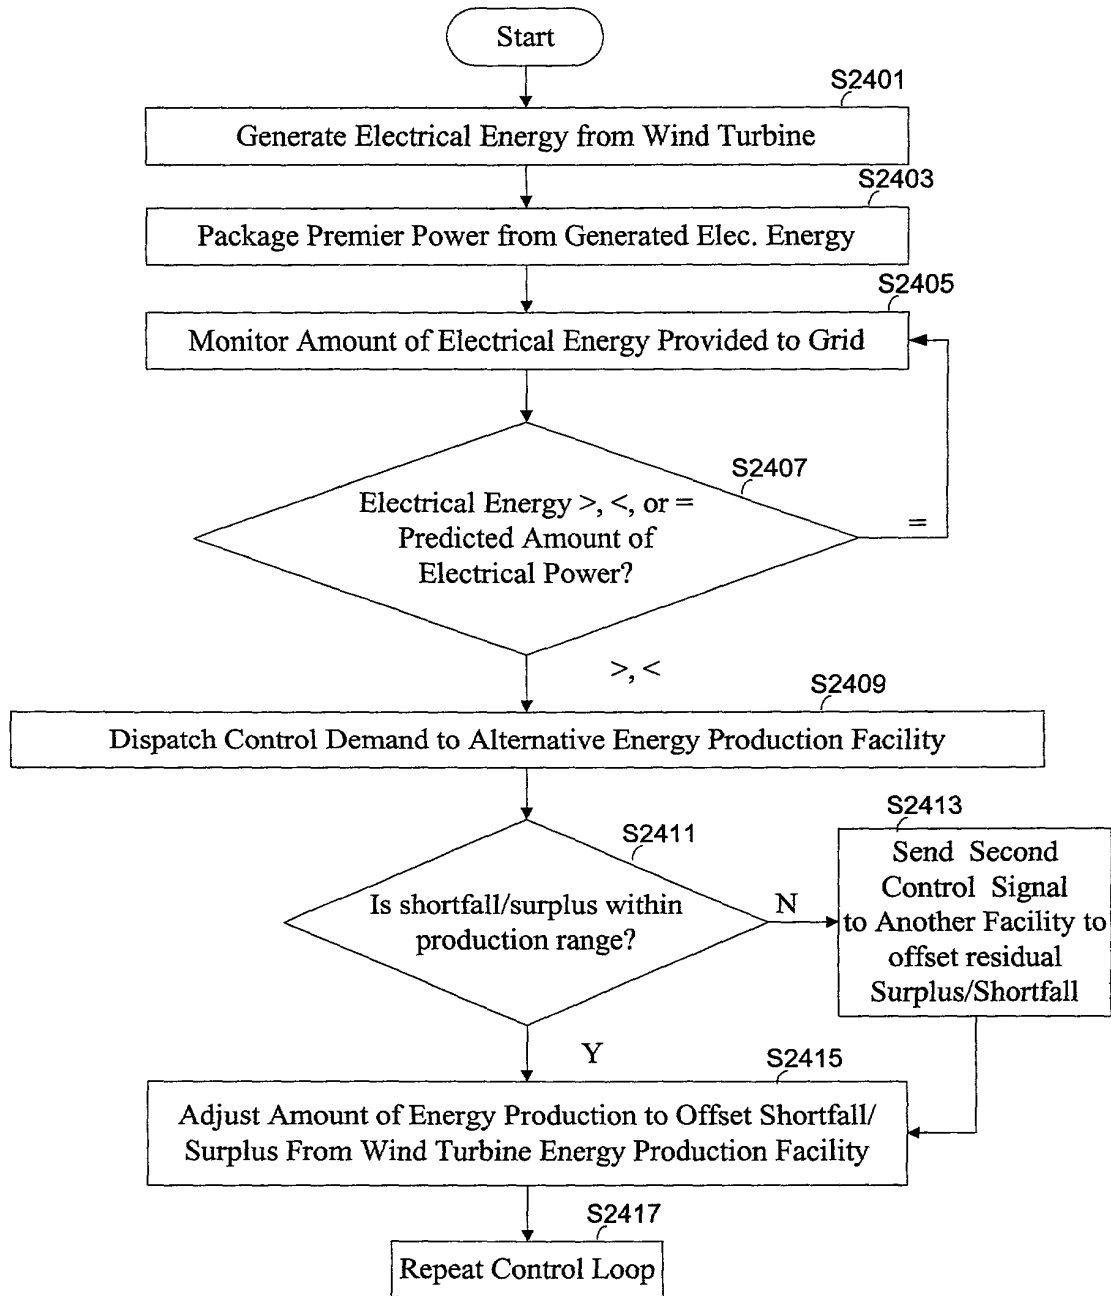 Start
S2401
Generate Electrical Energy from Wind Turbine
S2403
Package Premier Power from Generated Elec. Energy
S2405
Monitor Amount of Electrical Energy Provided to Grid
S2407
Electrical Energy >, <, or =
Predicted Amount of
Electrical Power?
=
>, <
S2409
Dispatch Control Demand to Alternative Energy Production Facility
S2411
Is shortfall/surplus within
production range?
N
S2413
Send Second
Control Signal
to Another Facility to
offset residual
Surplus/Shortfall
Y
S2415
Adjust Amount of Energy Production to Offset Shortfall/
Surplus From Wind Turbine Energy Production Facility
S2417
Repeat Control Loop